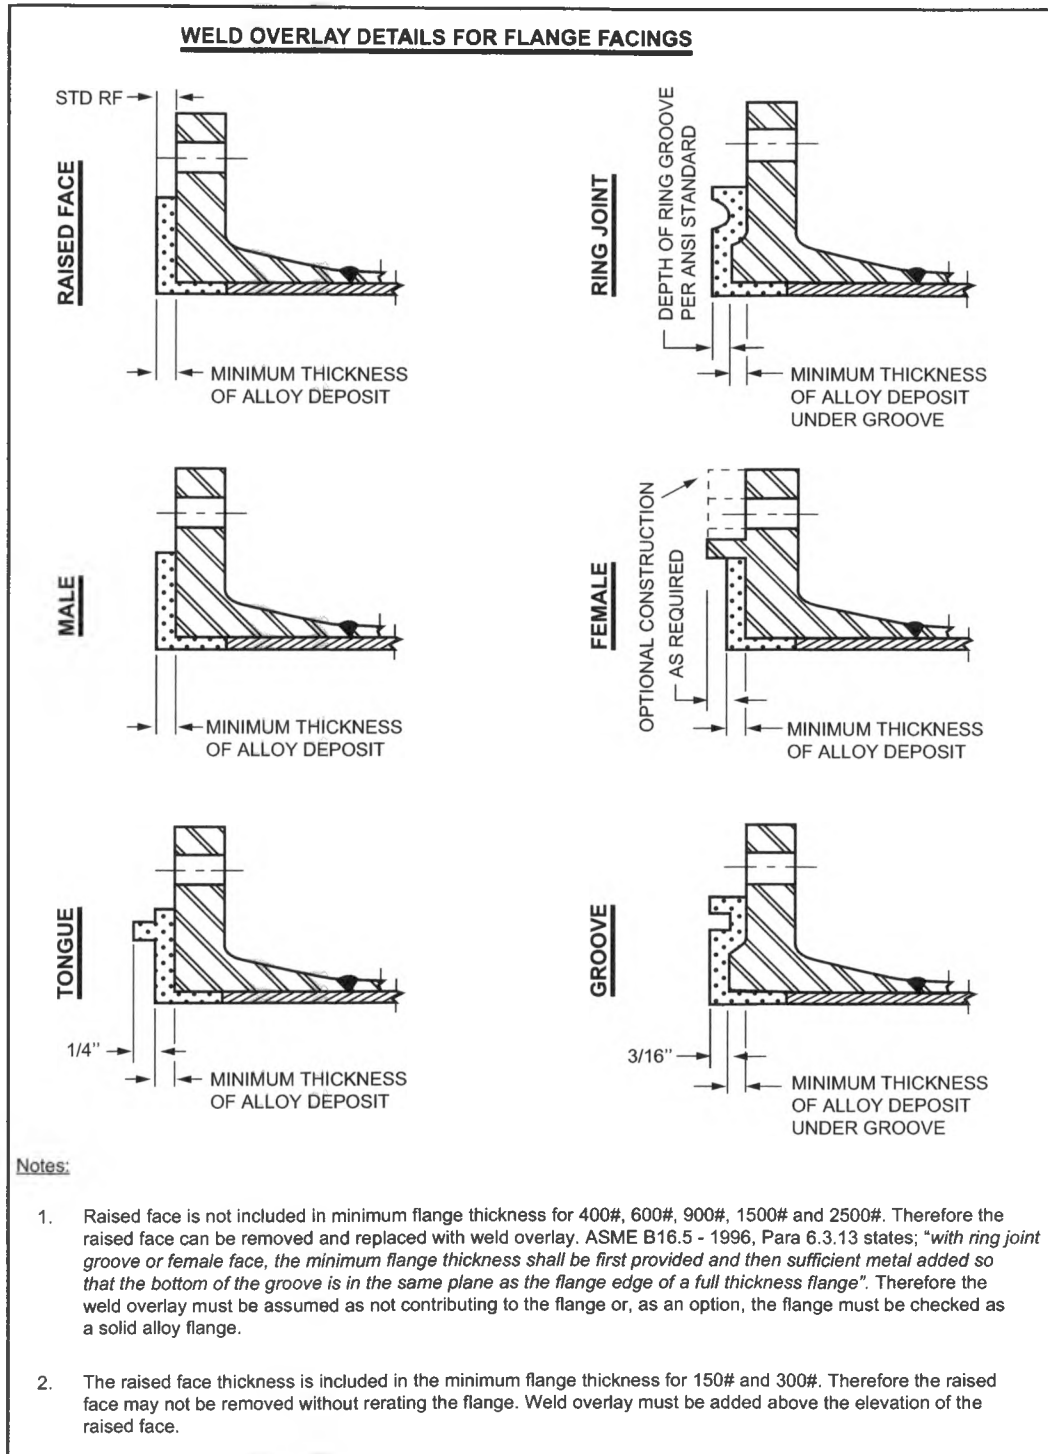 WELD OVERLAY DETAILS FOR FLANGE FACINGS
STD RF
RAISED FACE
MINIMUM THICKNESS
OF ALLOY DEPOSIT
RING JOINT
DEPTH OF RING GROOVE
PER ANSI STANDARD
MINIMUM THICKNESS
OF ALLOY DEPOSIT
UNDER GROOVE
MALE
MINIMUM THICKNESS
OF ALLOY DEPOSIT
FEMALE
OPTIONAL CONSTRUCTION
AS REQUIRED
MINIMUM THICKNESS
OF ALLOY DEPOSIT
TONGUE
1/4"
MINIMUM THICKNESS
OF ALLOY DEPOSIT
GROOVE
3/16"
MINIMUM THICKNESS
OF ALLOY DEPOSIT
UNDER GROOVE
Notes:
1. Raised face is not included in minimum flange thickness for 400#, 600#, 900#, 1500# and 2500#. Therefore the
raised face can be removed and replaced with weld overlay. ASME B16.5 - 1996, Para 6.3.13 states; "with ring joint
groove or female face, the minimum flange thickness shall be first provided and then sufficient metal added so
that the bottom of the groove is in the same plane as the flange edge of a full thickness flange". Therefore the
weld overlay must be assumed as not contributing to the flange or, as an option, the flange must be checked as
a solid alloy flange.
2. The raised face thickness is included in the minimum flange thickness for 150# and 300#. Therefore the raised
face may not be removed without rerating the flange. Weld overlay must be added above the elevation of the
raised face.